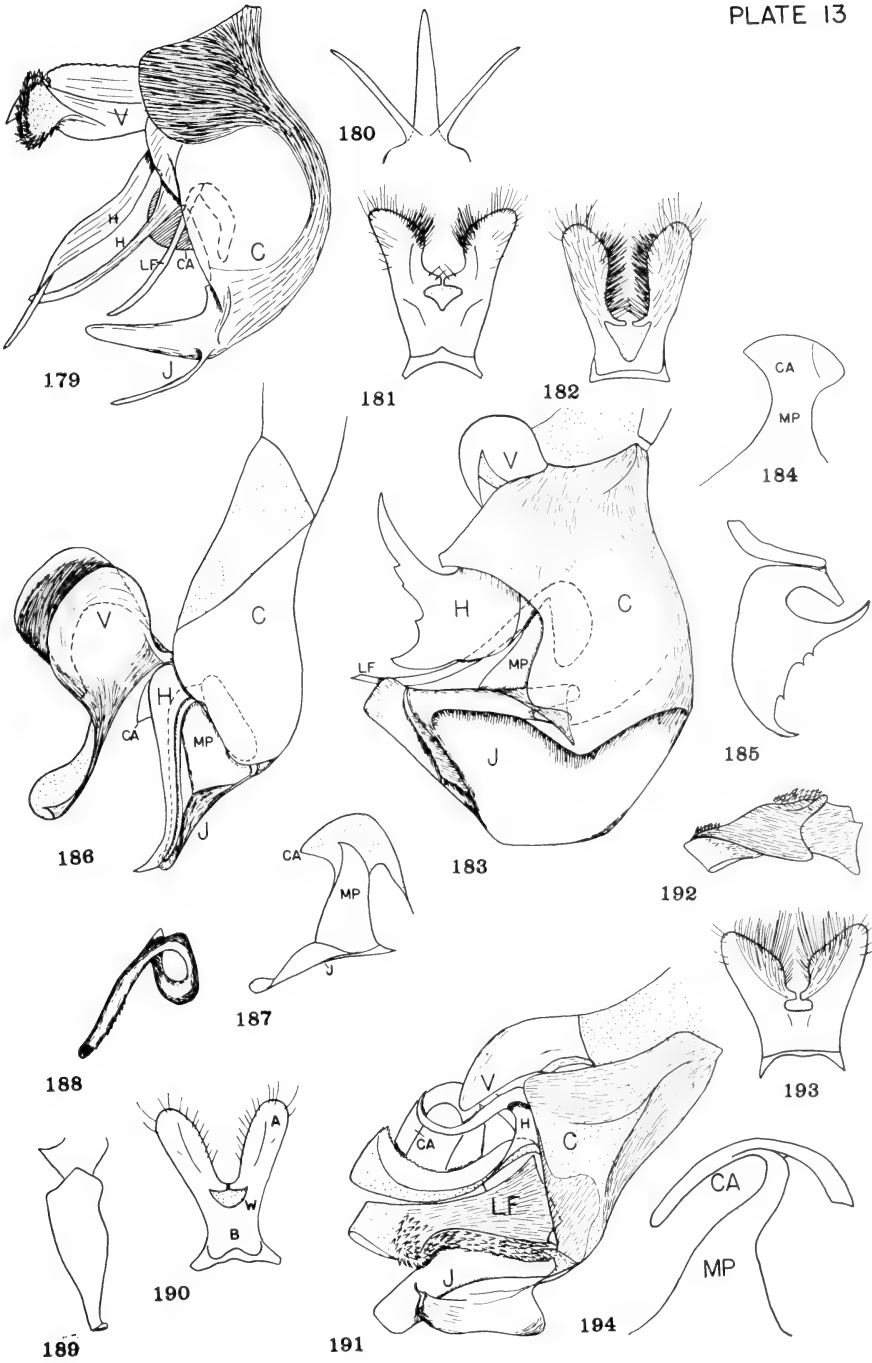 PLATE 13
V
H
H
LF
CA
C
J
179
180
181
182
CA
MP
184
V
C
H
LF
MP
J
183
185
V
C
H
CA
MP
J
186
CA
MP
J
187
188
192
193
189
A
W
B
190
V
CA
H
C
LF
J
191
CA
MP
194